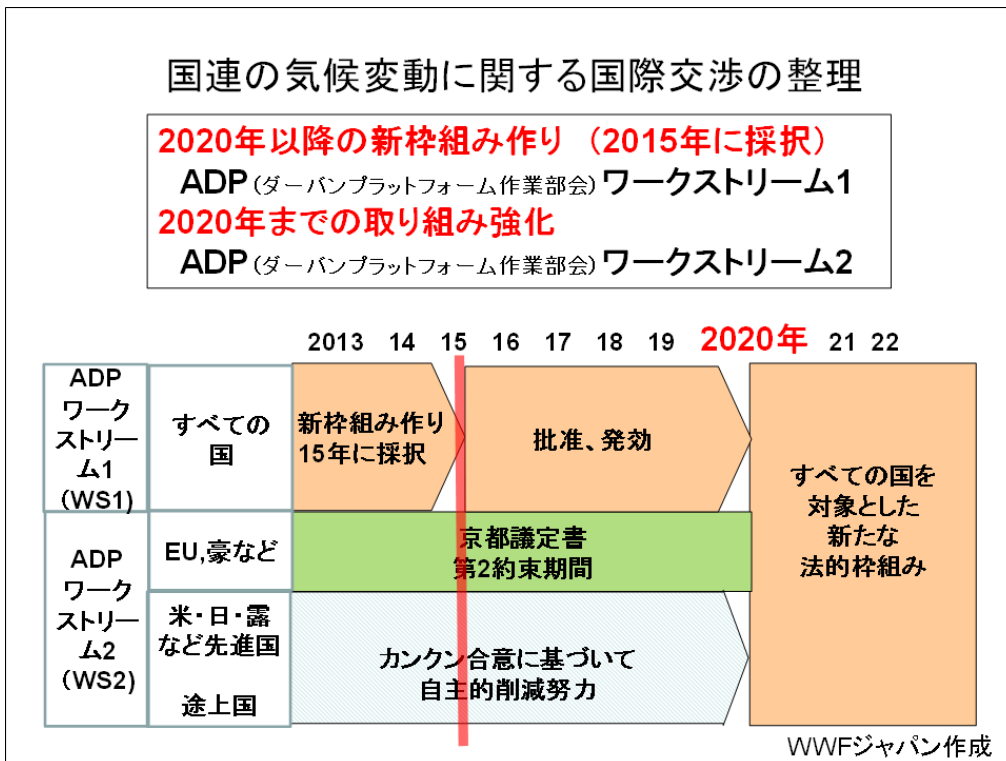 国連の気候変動に関する国際交渉の整理
2020年以降の新枠組み作り （2015年に採択）
ADP（ダーバンプラットフォーム作業部会）ワークストリーム1
2020年までの取り組み強化
ADP（ダーバンプラットフォーム作業部会）ワークストリーム2
2013 14 15 16 17 18 19 2020年 21 22
ADP
ワーク
ストリー
ム1
（WS1）
すべての
国
新枠組み作り
15年に採択
批准、発効
すべての国を
対象とした
新たな
法的枠組み
ADP
ワーク
ストリー
ム2
(WS2)
EU,豪など
京都議定書
第2約束期間
米・日・露
など先進国
途上国
カンクン合意に基づいて
自主的削減努力
WWFジャパン作成